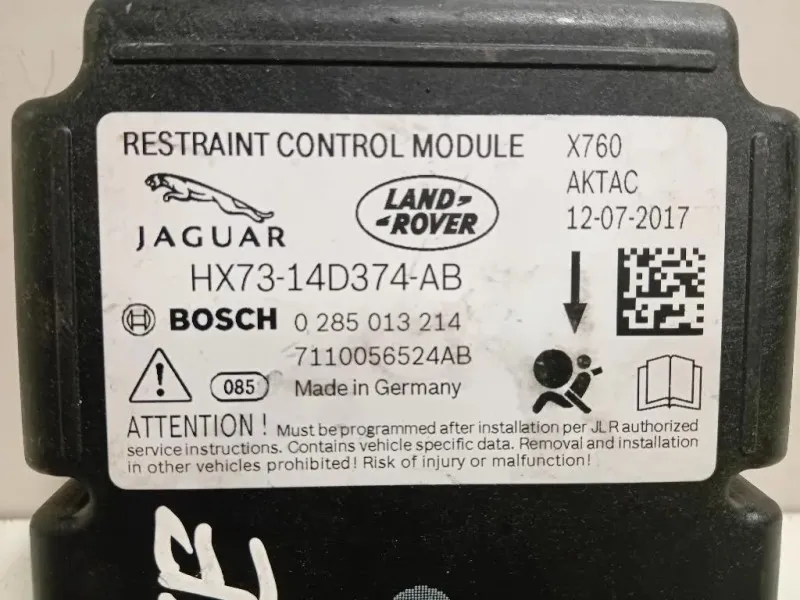 RESTRAINT CONTROL MODULE
X760
AKTAC
12-07-2017
JAGUAR
LAND-
-ROVER
HX73-14D374-AB
BOSCH 0 285 013 214
7110056524AB
085 Made in Germany
ATTENTION! Must be programmed after installation per JLR authorized
service instructions. Contains vehicle specific data. Removal and installation
in other vehicles prohibited! Risk of injury or malfunction!